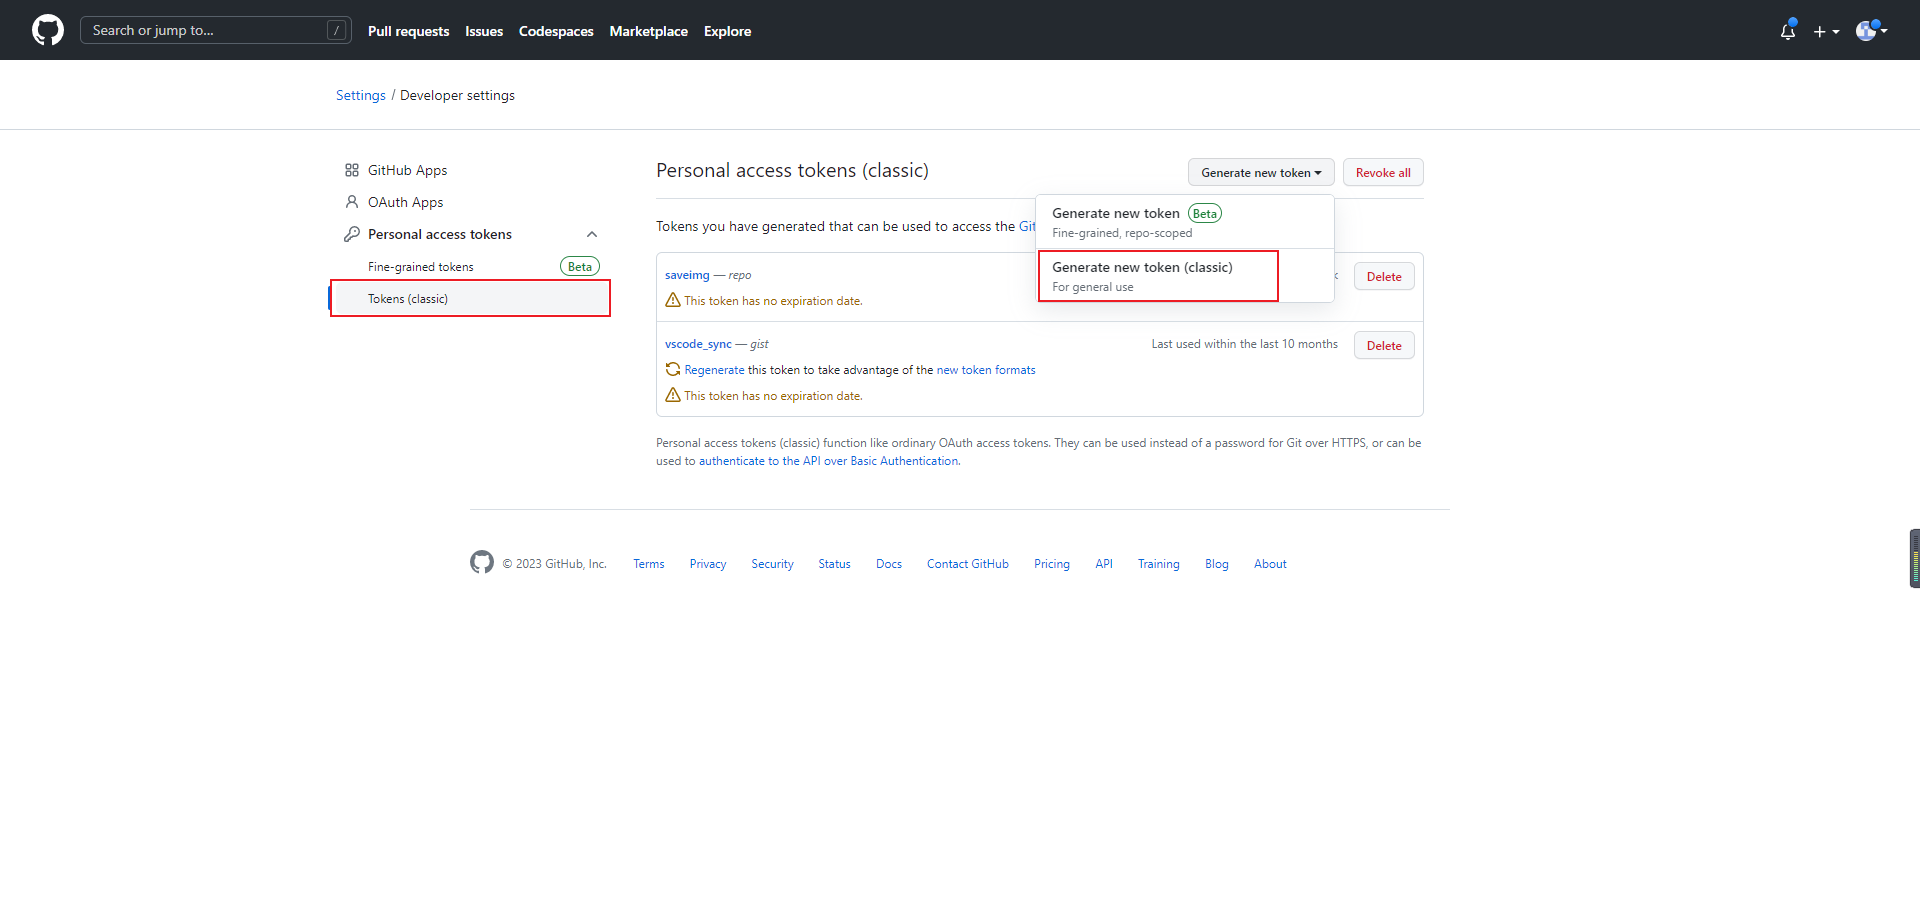 Search or jump to... /
Pull requests
Issues
Codespaces
Marketplace
Explore
Settings / Developer settings
GitHub Apps
OAuth Apps
Personal access tokens
Fine-grained tokens Beta
Tokens (classic)
Personal access tokens (classic)
Generate new token
Revoke all
Generate new token Beta
Fine-grained, repo-scoped
Generate new token (classic)
For general use
Tokens you have generated that can be used to access the
saveimg — repo
Delete
This token has no expiration date.
vscode_sync — gist
Last used within the last 10 months
Delete
Regenerate this token to take advantage of the new token formats
This token has no expiration date.
Personal access tokens (classic) function like ordinary OAuth access tokens. They can be used instead of a password for Git over HTTPS, or can be
used to authenticate to the API over Basic Authentication.
© 2023 GitHub, Inc.
Terms
Privacy
Security
Status
Docs
Contact GitHub
Pricing
API
Training
Blog
About